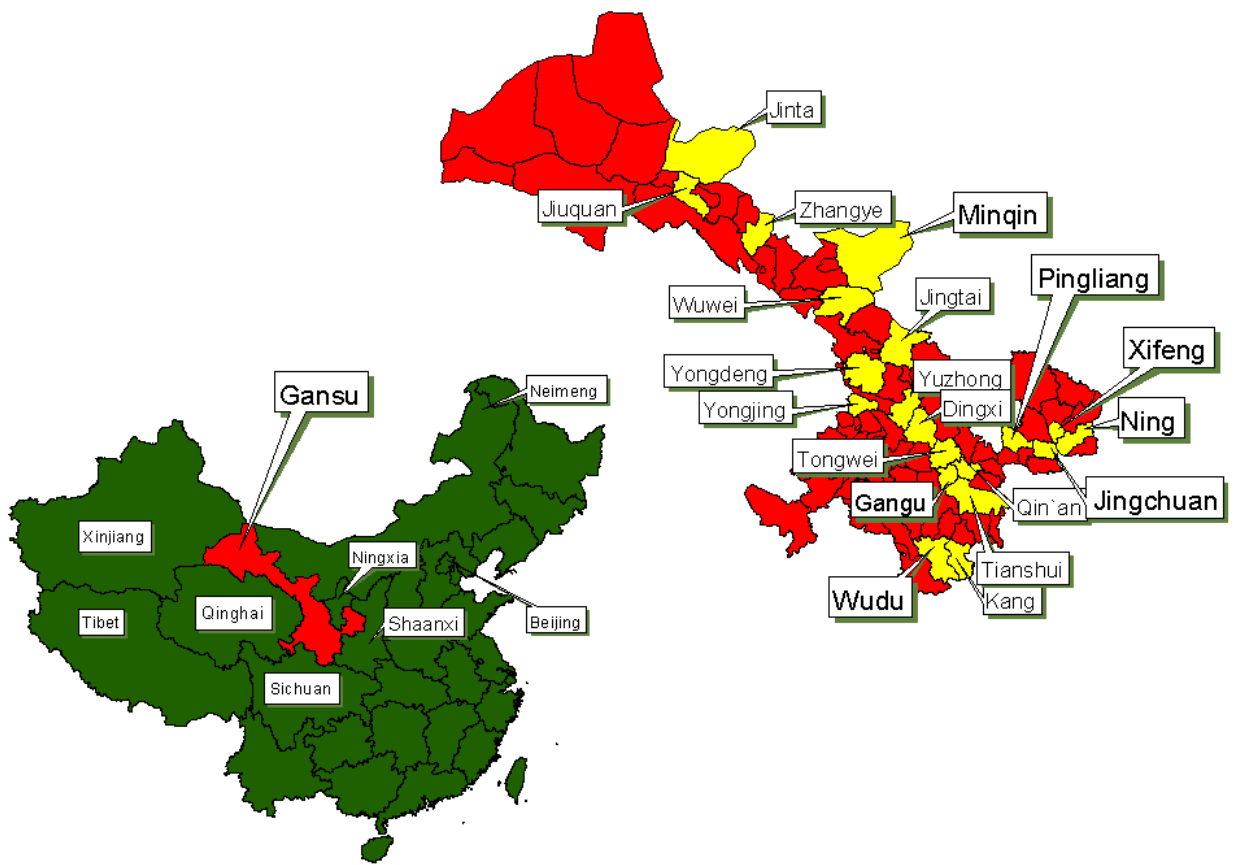 Jinta
Jiuquan
Zhangye
Minqin
Wuwei
Jingtai
Pingliang
Yongdeng
Yuzhong
Xifeng
Yongjing
Dingxi
Ning
Tongwei
Gangu
Qin`an
Jingchuan
Tianshui
Wudu
Kang
Gansu
Neimeng
Xinjiang
Ningxia
Qinghai
Tibet
Shaanxi
Beijing
Sichuan